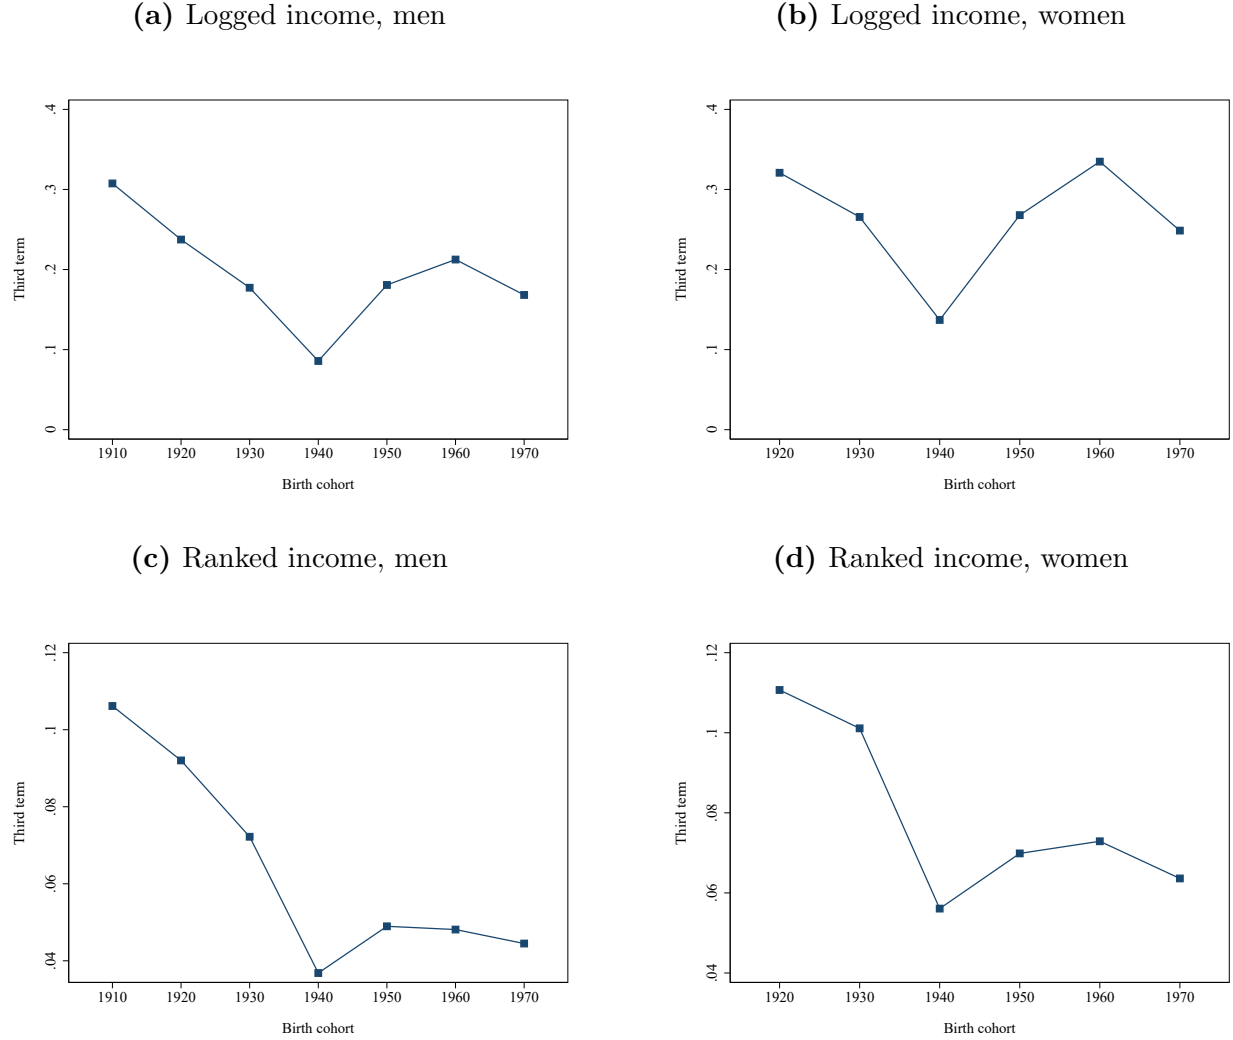 (a) Logged income, men
(b) Logged income, women
.4
.3
.2
.1
0
Third term
1910 1920 1930 1940 1950 1960 1970
Birth cohort
.4
.3
.2
.1
0
Third term
1920 1930 1940 1950 1960 1970
Birth cohort
(c) Ranked income, men
(d) Ranked income, women
.12
.1
.08
.06
.04
Third term
1910 1920 1930 1940 1950 1960 1970
Birth cohort
.12
.1
.08
.06
.04
Third term
1920 1930 1940 1950 1960 1970
Birth cohort